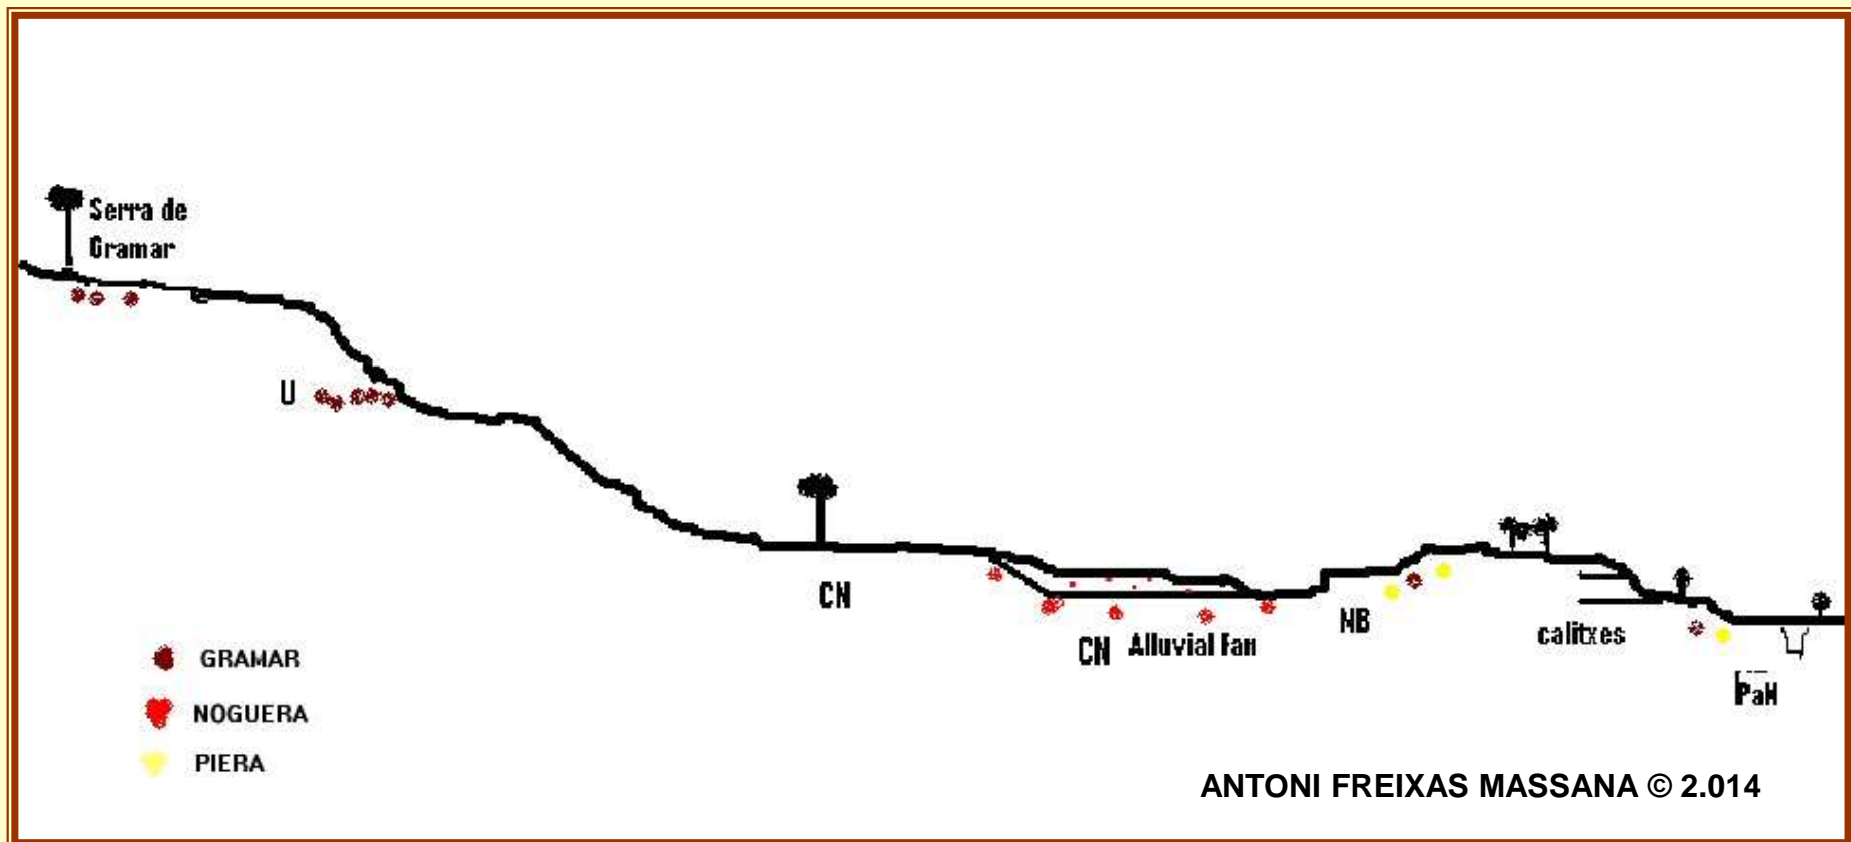 Serra de
Gramar
U
CN
CN Alluvial Fan
NB
calitxes
PaH
GRAMAR
NOGUERA
PIERA
ANTONI FREIXAS MASSANA © 2.014